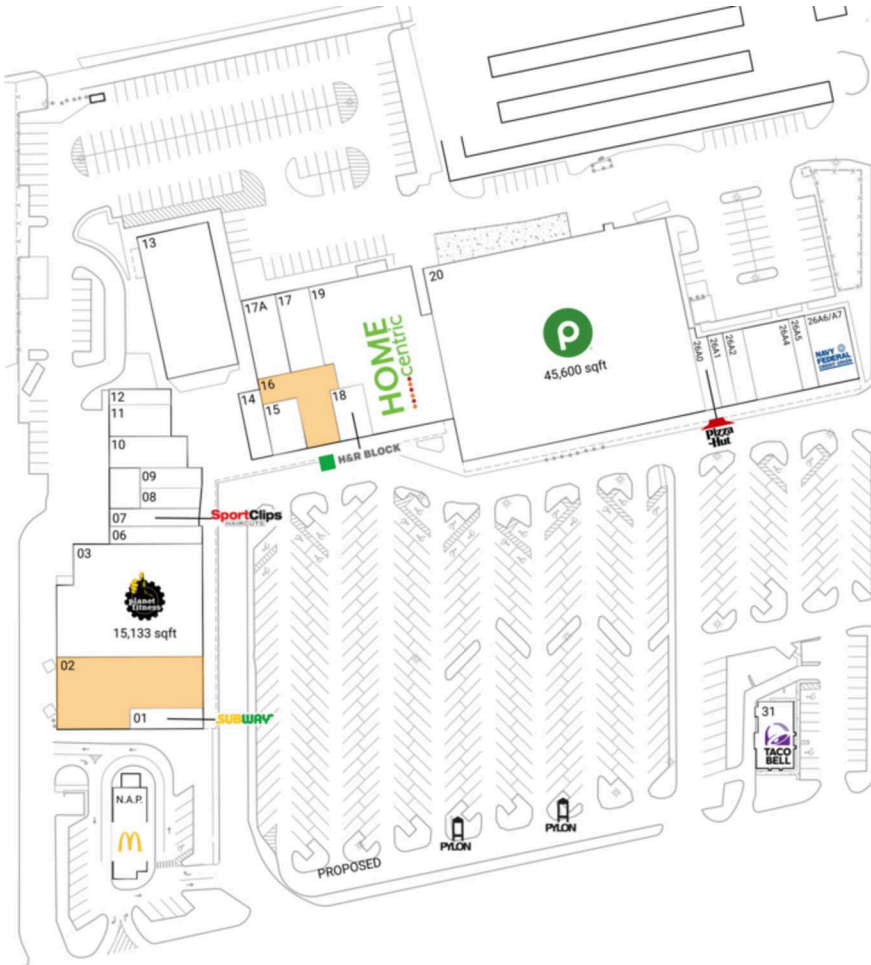 13
17A
17
19
20
HOME
centric
p
45,600 sqft
26A0
26A1
26A2
26A4
26A5
26A6/A7
NAVY
FEDERAL
CREDIT UNION
Pizza
Hut
16
14
15
18
H&R BLOCK
12
11
10
09
08
07
SportClips
HAIRCUTS
06
03
planet
fitness
15,133 sqft
02
01
SUBWAY
N.A.P.
31
TACO
BELL
PYLON
PYLON
PROPOSED